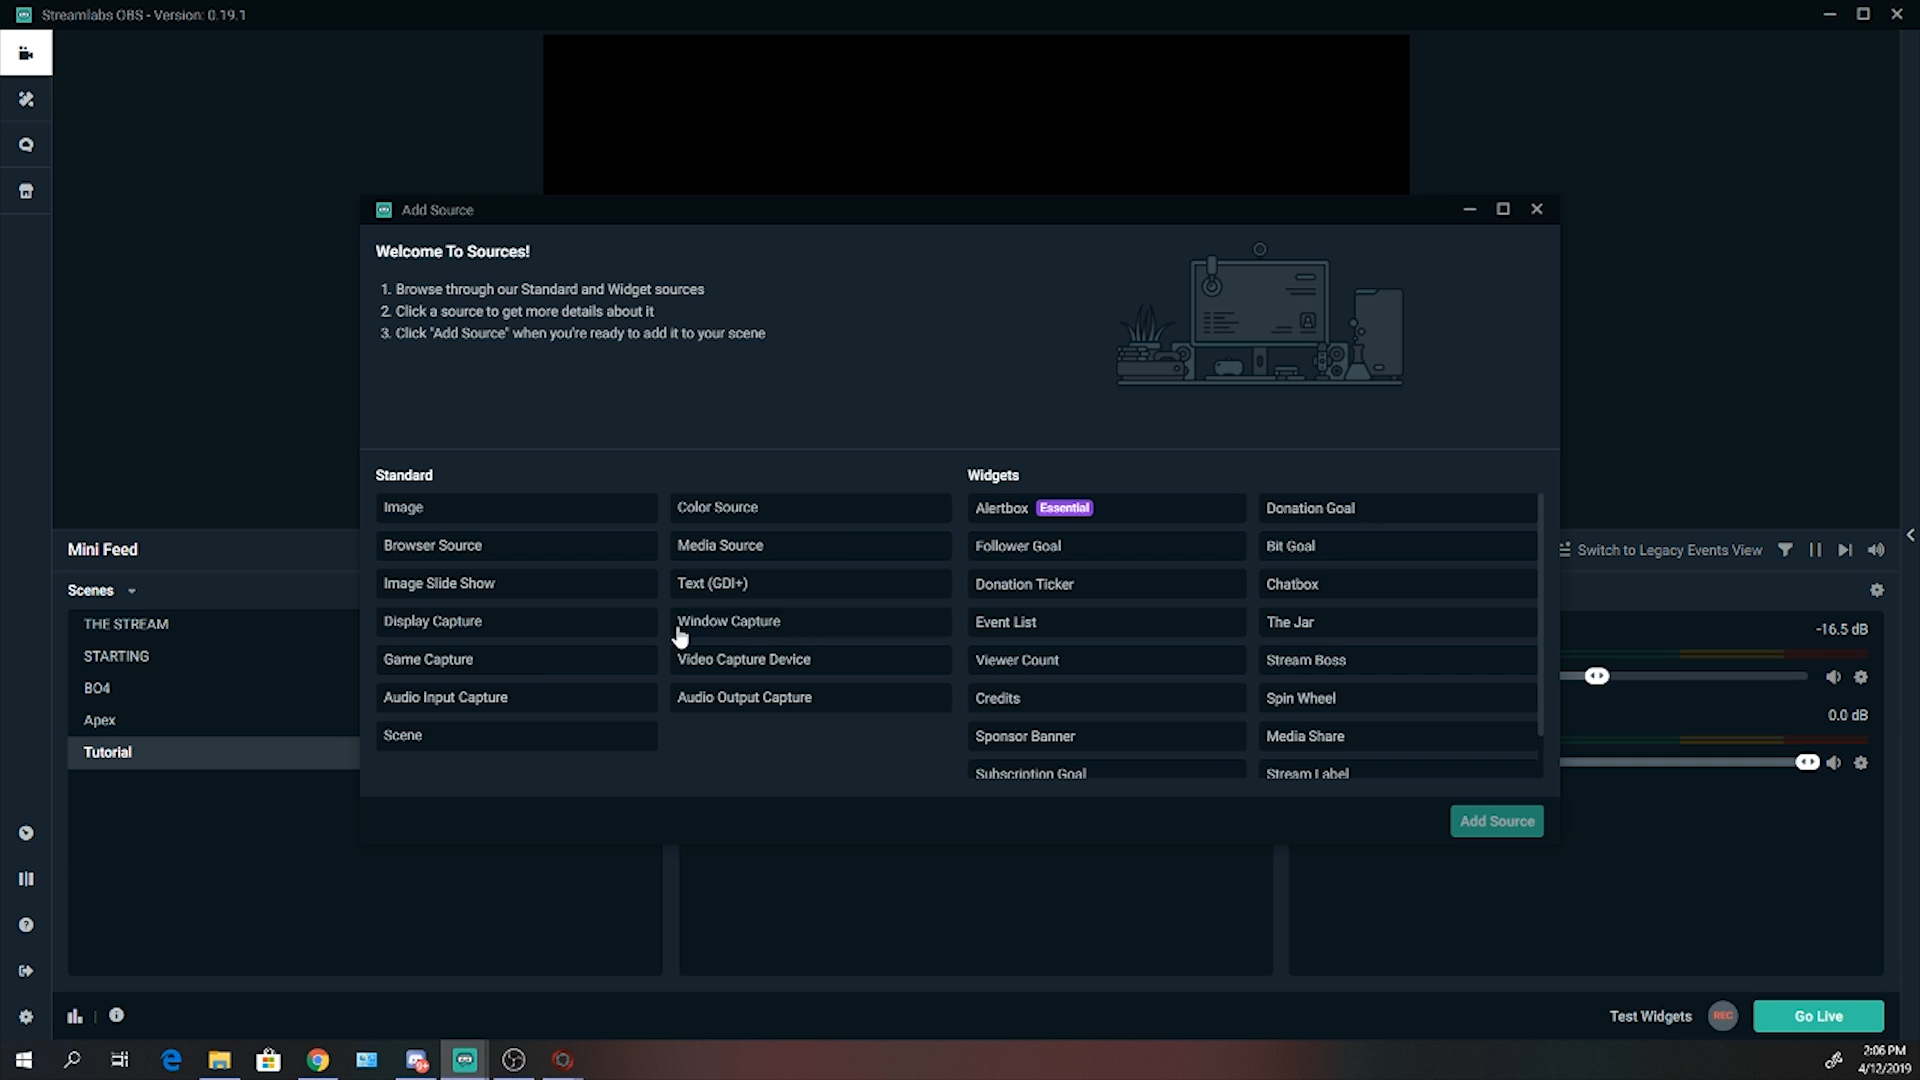 Streamlabs OBS - Version: 0.19.1
Add Source
Welcome To Sources!
1. Browse through our Standard and Widget sources
2. Click a source to get more details about it
3. Click "Add Source" when you're ready to add it to your scene
Standard
Image
Color Source
Browser Source
Media Source
Image Slide Show
Text (GDI+)
Display Capture
Window Capture
Game Capture
Video Capture Device
Audio Input Capture
Audio Output Capture
Scene
Widgets
Alertbox Essential
Donation Goal
Follower Goal
Bit Goal
Donation Ticker
Chatbox
Event List
The Jar
Viewer Count
Stream Boss
Credits
Spin Wheel
Sponsor Banner
Media Share
Subscription Goal
Stream Label
Add Source
Mini Feed
Switch to Legacy Events View
Scenes
THE STREAM
STARTING
BO4
Apex
Tutorial
-16.5 dB
0.0 dB
Test Widgets
REC
Go Live
9+
2:06 PM
4/12/2019